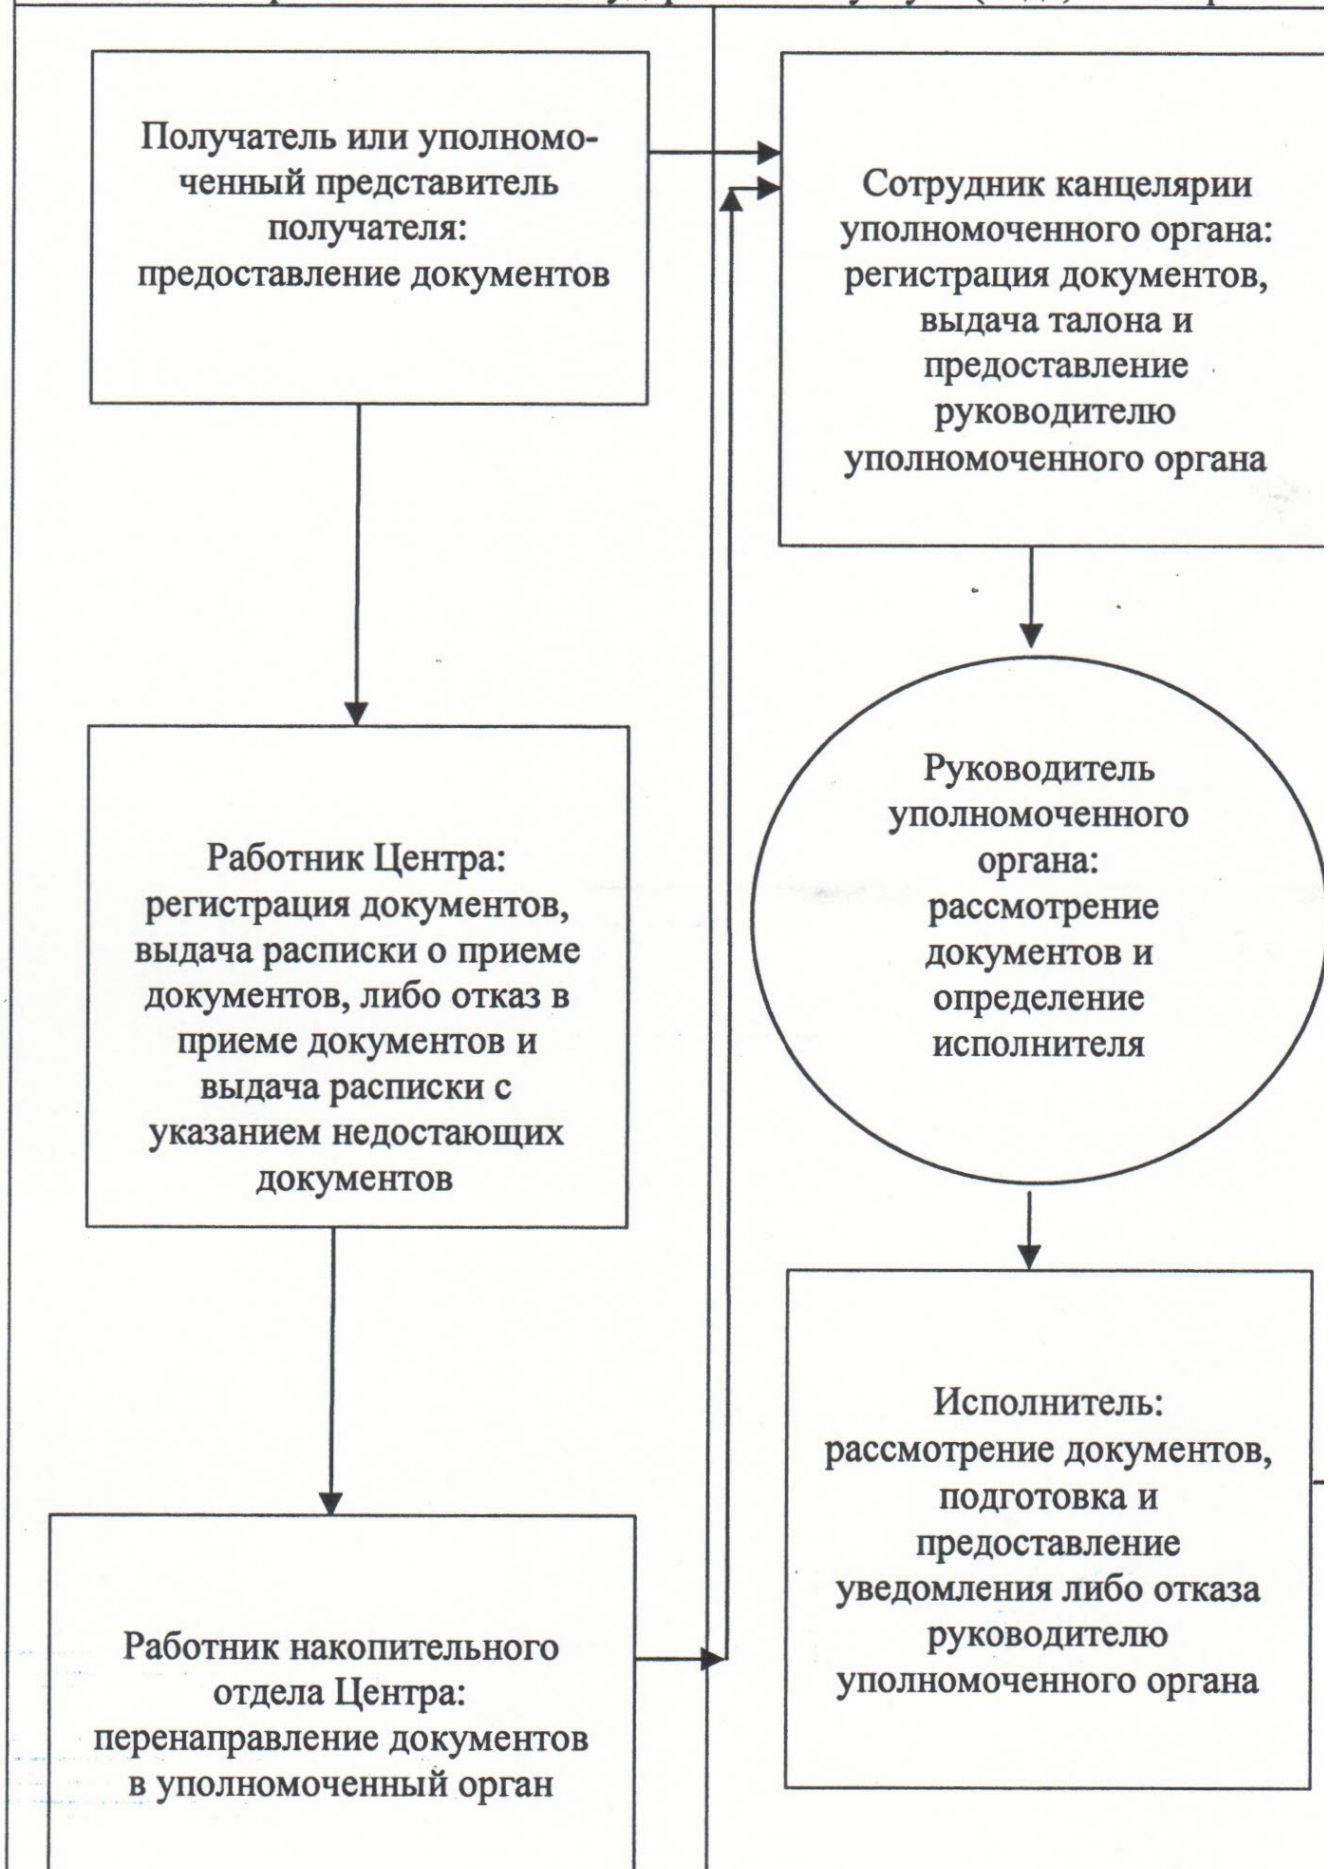 Получатель или уполномо-
ченный представитель
получателя:
предоставление документов
Работник Центра:
регистрация документов,
выдача расписки о приеме
документов, либо отказ в
приеме документов и
выдача расписки с
указанием недостающих
документов
Работник накопительного
отдела Центра:
перенаправление документов
в уполномоченный орган
Сотрудник канцелярии
уполномоченного органа:
регистрация документов,
выдача талона и
предоставление
руководителю
уполномоченного органа
Руководитель
уполномоченного
органа:
рассмотрение
документов и
определение
исполнителя
Исполнитель:
рассмотрение документов,
подготовка и
предоставление
уведомления либо отказа
руководителю
уполномоченного органа